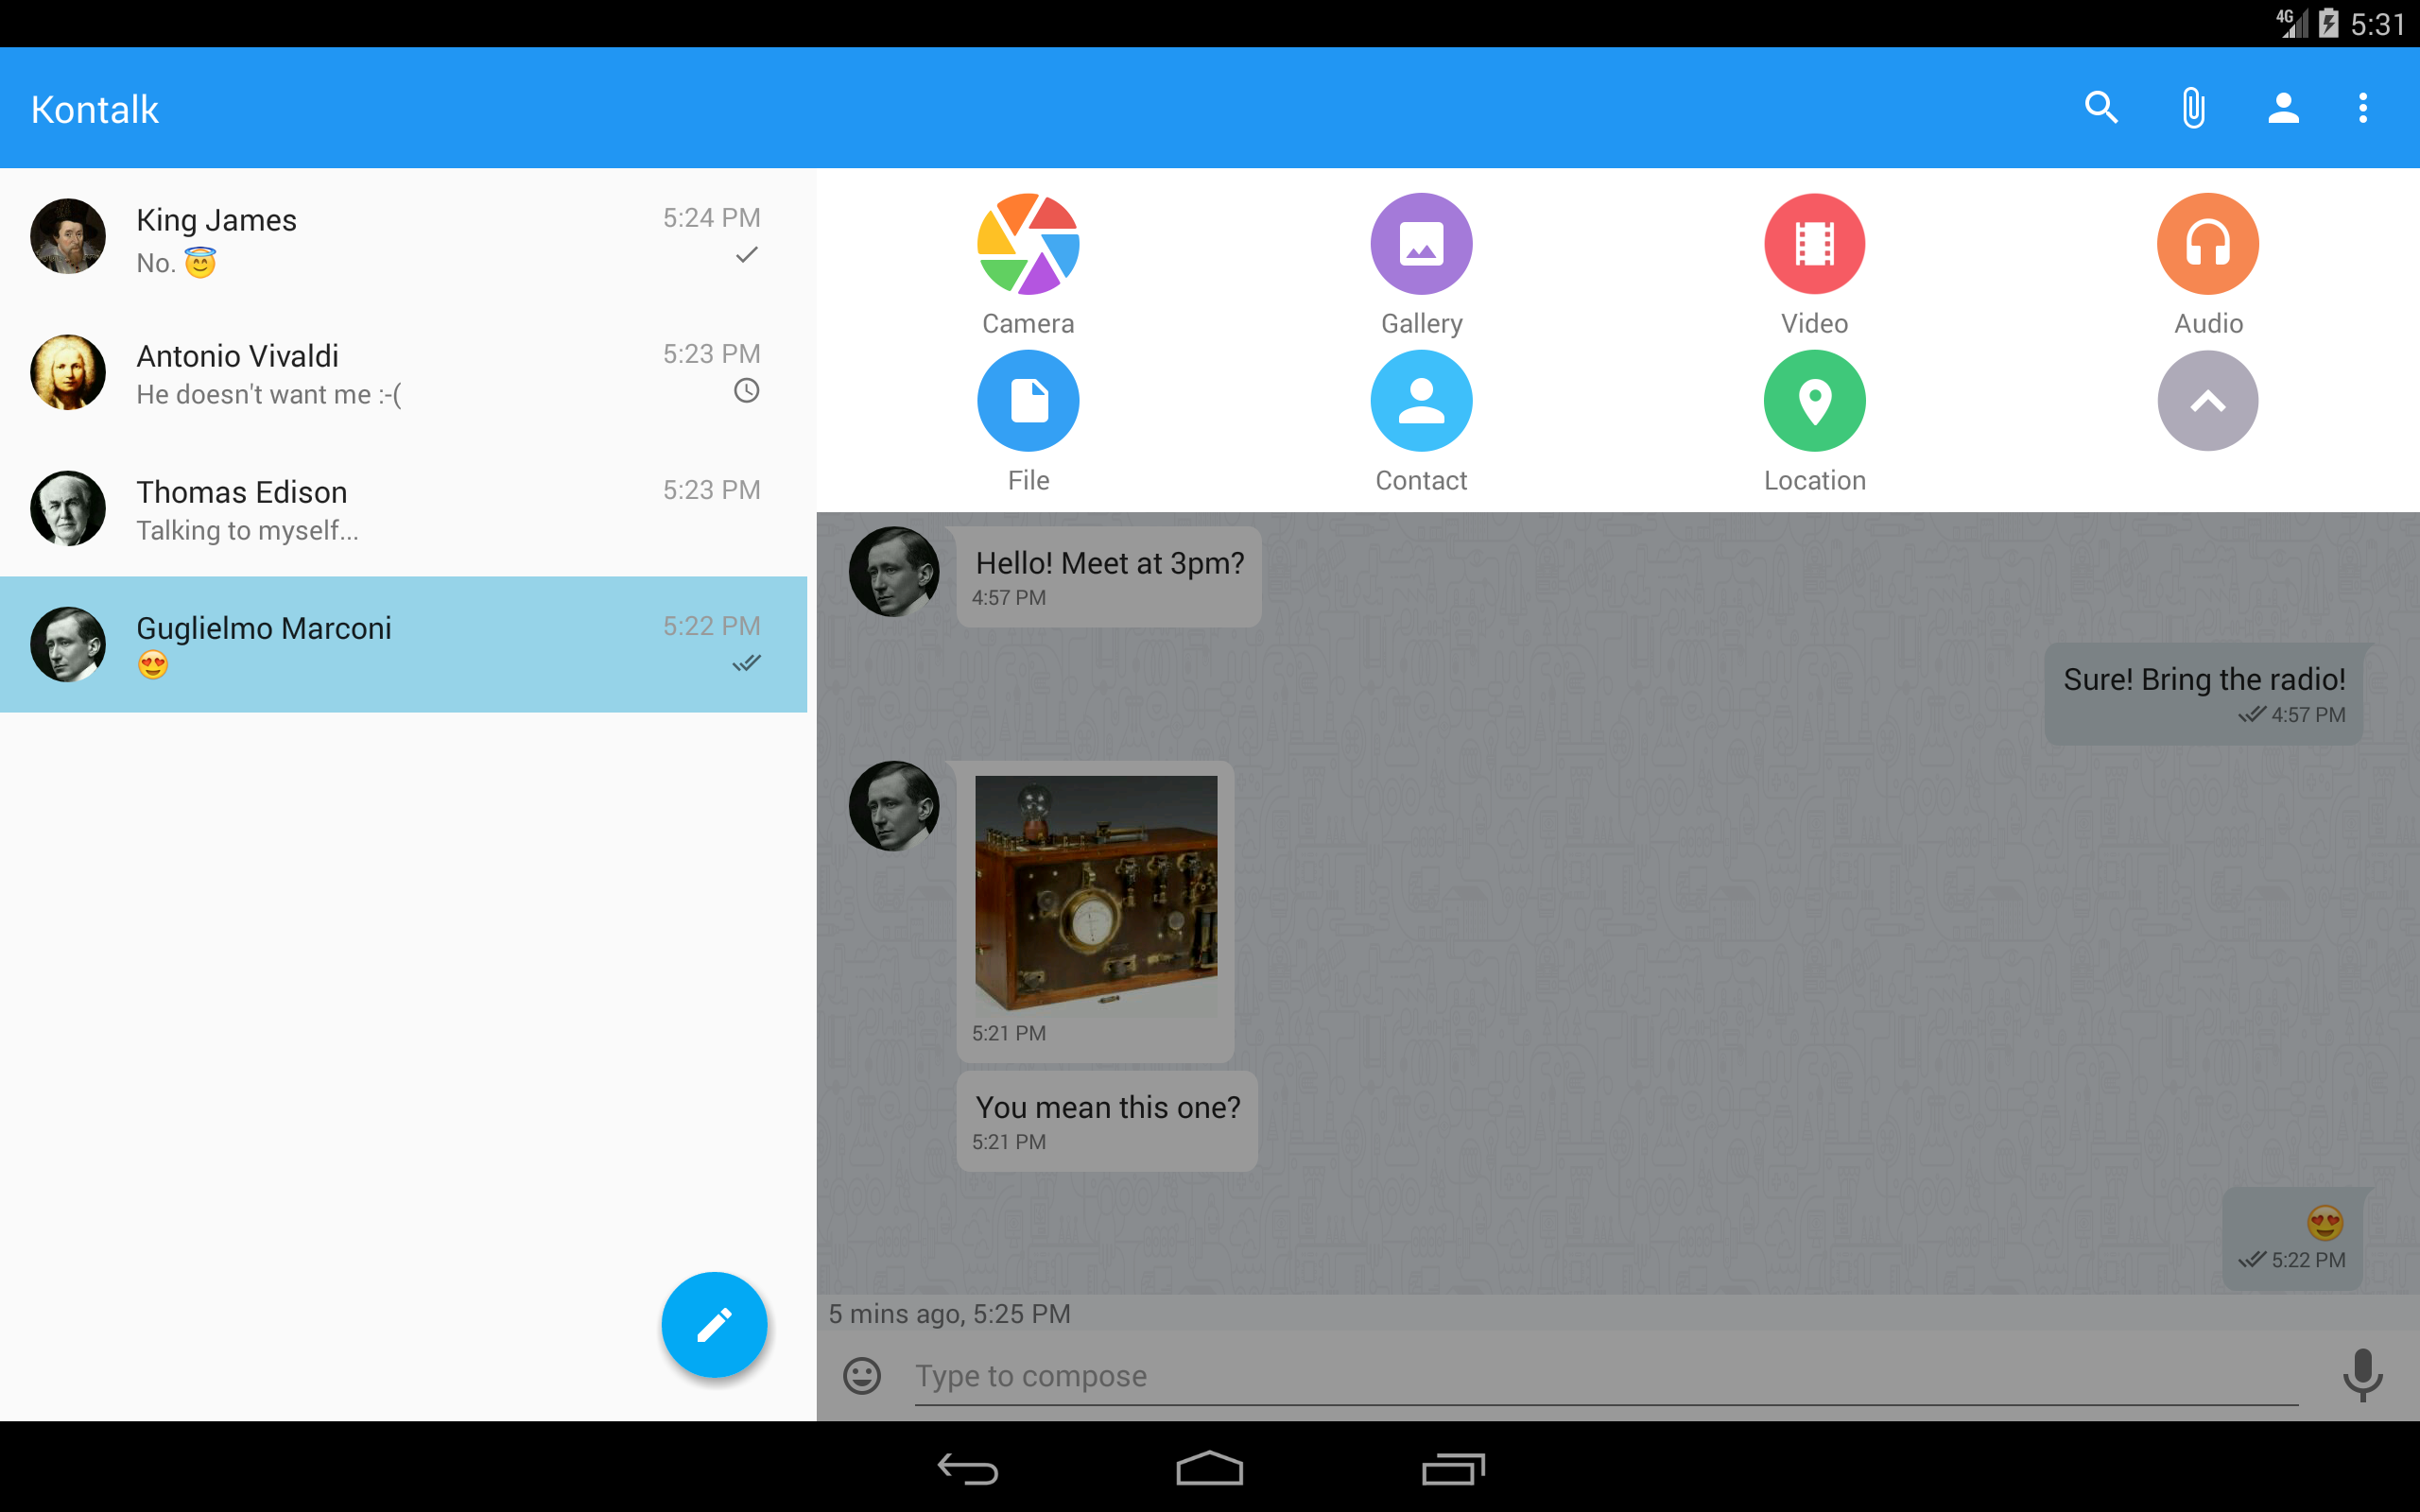 4G 5:31
Kontalk
King James 5:24 PM
No. 😇
Antonio Vivaldi 5:23 PM
He doesn't want me :-(
Thomas Edison 5:23 PM
Talking to myself...
Guglielmo Marconi 5:22 PM
😍
Camera Gallery Video Audio
File Contact Location
Hello! Meet at 3pm?
4:57 PM
Sure! Bring the radio!
4:57 PM
5:21 PM
You mean this one?
5:21 PM
😍
5:22 PM
5 mins ago, 5:25 PM
Type to compose